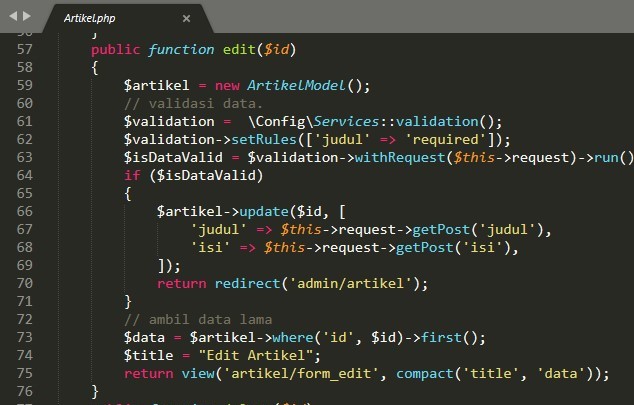 Artikel.php ×
56 }
57 public function edit($id)
58 {
59 $artikel = new ArtikelModel();
60 // validasi data.
61 $validation =  \Config\Services::validation();
62 $validation->setRules(['judul' => 'required']);
63 $isDataValid = $validation->withRequest($this->request)->run()
64 if ($isDataValid)
65 {
66 $artikel->update($id, [
67 'judul' => $this->request->getPost('judul'),
68 'isi' => $this->request->getPost('isi'),
69 ]);
70 return redirect('admin/artikel');
71 }
72 // ambil data lama
73 $data = $artikel->where('id', $id)->first();
74 $title = "Edit Artikel";
75 return view('artikel/form_edit', compact('title', 'data'));
76 }